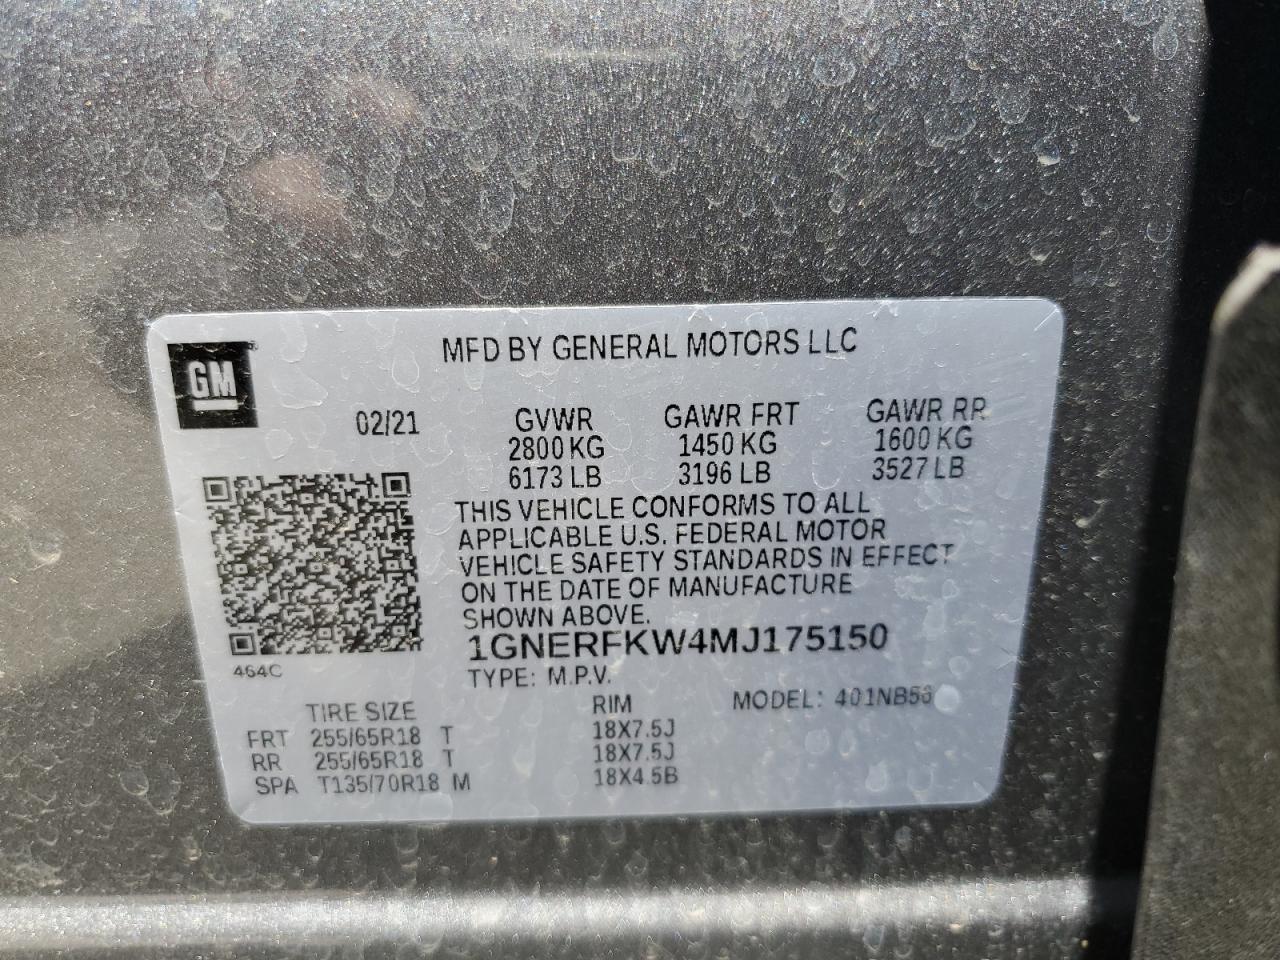 GM
MFD BY GENERAL MOTORS LLC
02/21 GVWR GAWR FRT GAWR RR
2800 KG 1450 KG 1600 KG
6173 LB 3196 LB 3527 LB
THIS VEHICLE CONFORMS TO ALL
APPLICABLE U.S. FEDERAL MOTOR
VEHICLE SAFETY STANDARDS IN EFFECT
ON THE DATE OF MANUFACTURE
SHOWN ABOVE.
1GNERFKW4MJ175150
464C
TYPE: M.P.V.
TIRE SIZE RIM MODEL:
FRT 255/65R18 T 18X7.5J
RR 255/65R18 T 18X7.5J
SPA T135/70R18 M 18X4.5B